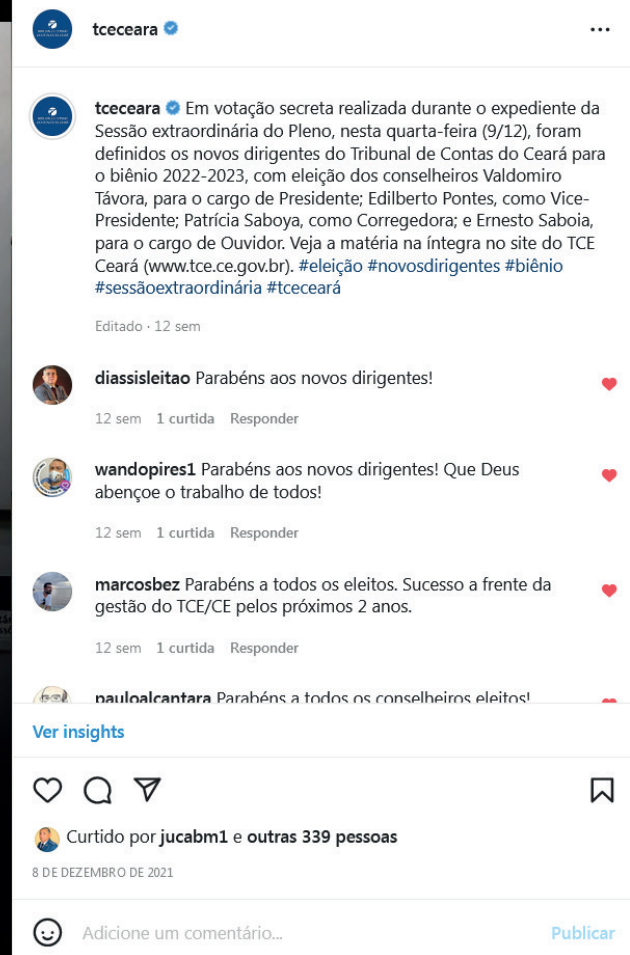 tceceara
tceceara Em votação secreta realizada durante o expediente da
Sessão extraordinária do Pleno, nesta quarta-feira (9/12), foram
definidos os novos dirigentes do Tribunal de Contas do Ceará para
o biênio 2022-2023, com eleição dos conselheiros Valdomiro
Távora, para o cargo de Presidente; Edilberto Pontes, como Vice-
Presidente; Patrícia Saboya, como Corregedora; e Ernesto Saboia,
para o cargo de Ouvidor. Veja a matéria na íntegra no site do TCE
Ceará (www.tce.ce.gov.br). #eleição #novosdirigentes #biênio
#sessãoextraordinária #tceceará
Editado · 12 sem
diassisleitao Parabéns aos novos dirigentes!
12 sem 1 curtida Responder
wandopires1 Parabéns aos novos dirigentes! Que Deus
abençoe o trabalho de todos!
12 sem 1 curtida Responder
marcosbez Parabéns a todos os eleitos. Sucesso a frente da
gestão do TCE/CE pelos próximos 2 anos.
12 sem 1 curtida Responder
pauloalcantara Parabéns a todos os conselheiros eleitos!
Ver insights
Curtido por jucabm1 e outras 339 pessoas
8 DE DEZEMBRO DE 2021
Adicione um comentário...
Publicar